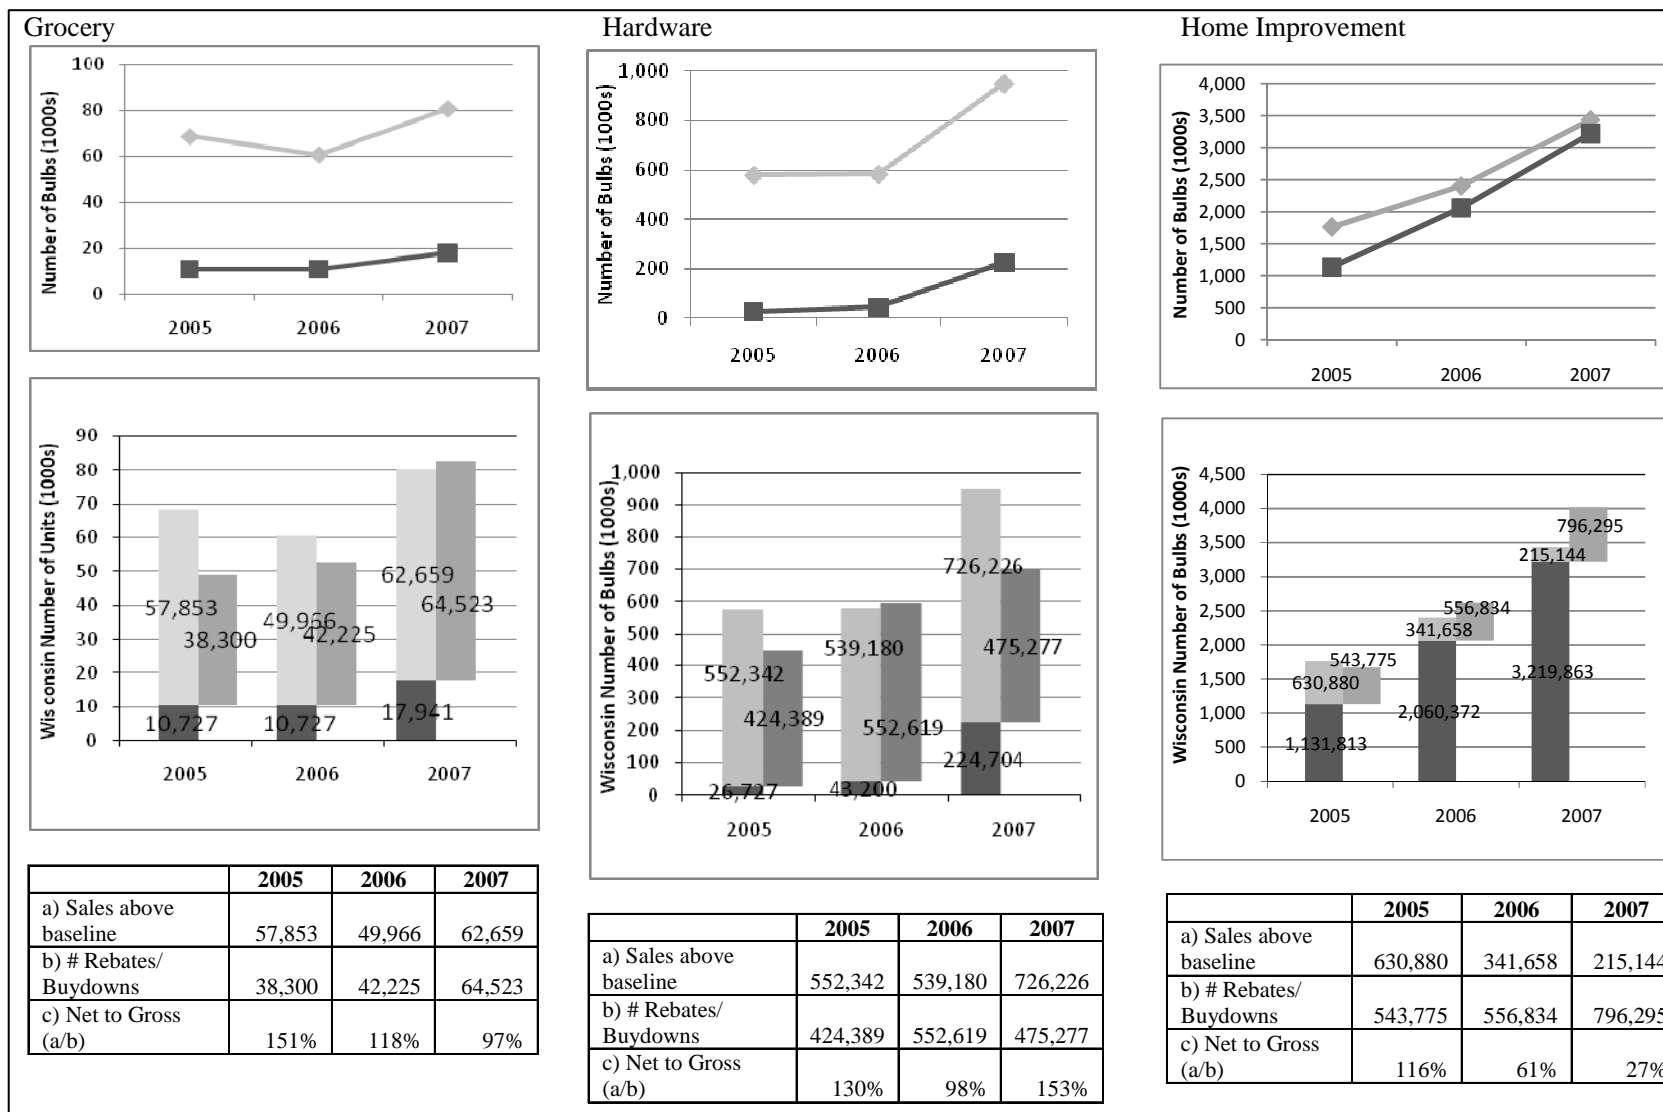 Grocery
Number of Bulbs (1000s)
100
80
60
40
20
0
2005 2006 2007
Wisconsin Number of Units (1000s)
90
80
70
60
50
40
30
20
10
0
57,853
38,300
10,727
49,966
42,225
10,727
62,659
64,523
17,941
2005 2006 2007
2005 2006 2007
a) Sales above
baseline 57,853 49,966 62,659
b) # Rebates/
Buydowns 38,300 42,225 64,523
c) Net to Gross
(a/b) 151% 118% 97%
Hardware
Number of Bulbs (1000s)
1,000
800
600
400
200
0
2005 2006 2007
Wisconsin Number of Bulbs (1000s)
1,000
900
800
700
600
500
400
300
200
100
0
552,342
424,389
26,727
539,180
552,619
43,200
726,226
475,277
224,704
2005 2006 2007
2005 2006 2007
a) Sales above
baseline 552,342 539,180 726,226
b) # Rebates/
Buydowns 424,389 552,619 475,277
c) Net to Gross
(a/b) 130% 98% 153%
Home Improvement
Number of Bulbs (1000s)
4,000
3,500
3,000
2,500
2,000
1,500
1,000
500
0
2005 2006 2007
Wisconsin Number of Bulbs (1000s)
4,500
4,000
3,500
3,000
2,500
2,000
1,500
1,000
500
0
543,775
630,880
1,131,813
556,834
341,658
2,060,372
796,295
215,144
3,219,863
2005 2006 2007
2005 2006 2007
a) Sales above
baseline 630,880 341,658 215,144
b) # Rebates/
Buydowns 543,775 556,834 796,295
c) Net to Gross
(a/b) 116% 61% 27%